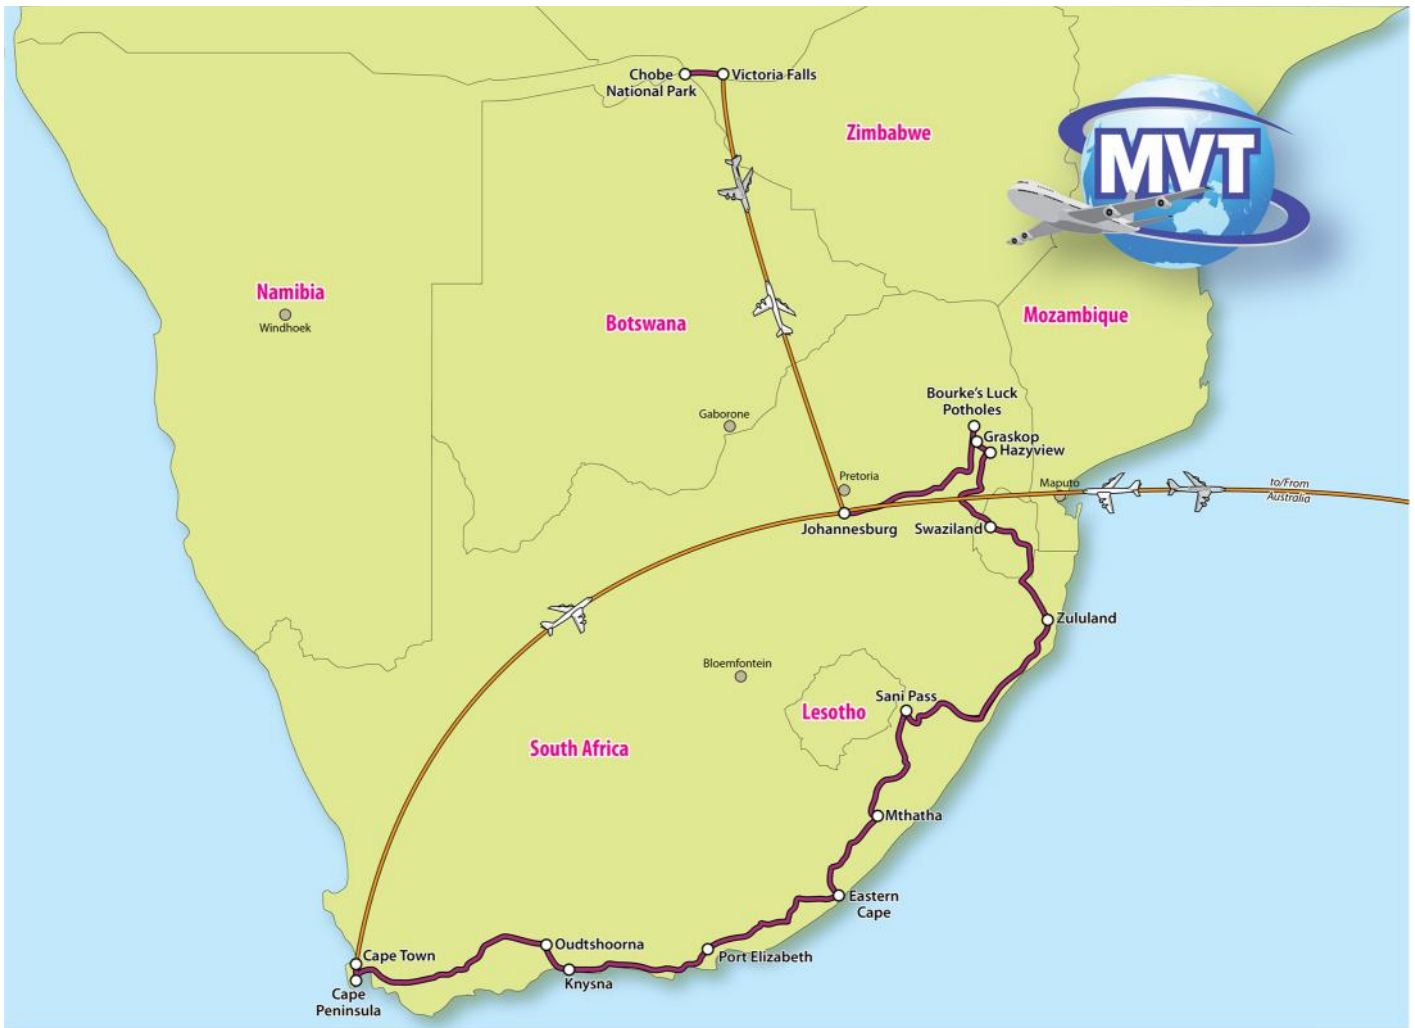 Chobe
National Park
Victoria Falls
Zimbabwe
MVT
Namibia
Windhoek
Botswana
Mozambique
Bourke's Luck
Potholes
Gaborone
Graskop
Hazyview
Pretoria
Maputo
to/From
Australia
Johannesburg
Swaziland
Zululand
Bloemfontein
Sani Pass
Lesotho
South Africa
Mthatha
Eastern
Cape
Oudtshoorna
Cape Town
Port Elizabeth
Knysna
Cape
Peninsula